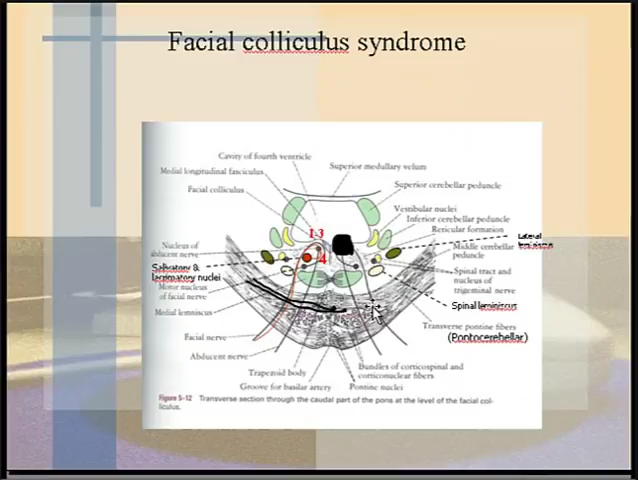 Facial colliculus syndrome
Cavity of fourth ventricle
Superior medullary velum
Medial longitudinal fasciculus
Superior cerebellar peduncle
Facial colliculus
Vestibular nuclei
Inferior cerebellar peduncle
1-3
Reticular formation
Lateral
lemniscus
Nucleus of
abducent nerve
4
Middle cerebellar
peduncle
Salivatory &
lacrimatory nuclei
Spinal tract and
nucleus of
trigeminal nerve
Motor nucleus
of facial nerve
Medial lemniscus
Spinal lemniscus
Transverse pontine fibers
(Pontocerebellar)
Facial nerve
Abducent nerve
Trapezoid body
Bundles of corticospinal and
corticonuclear fibers
Groove for basilar artery
Pontine nuclei
Figure 5-12 Transverse section through the caudal part of the pons at the level of the facial col-
liculus.